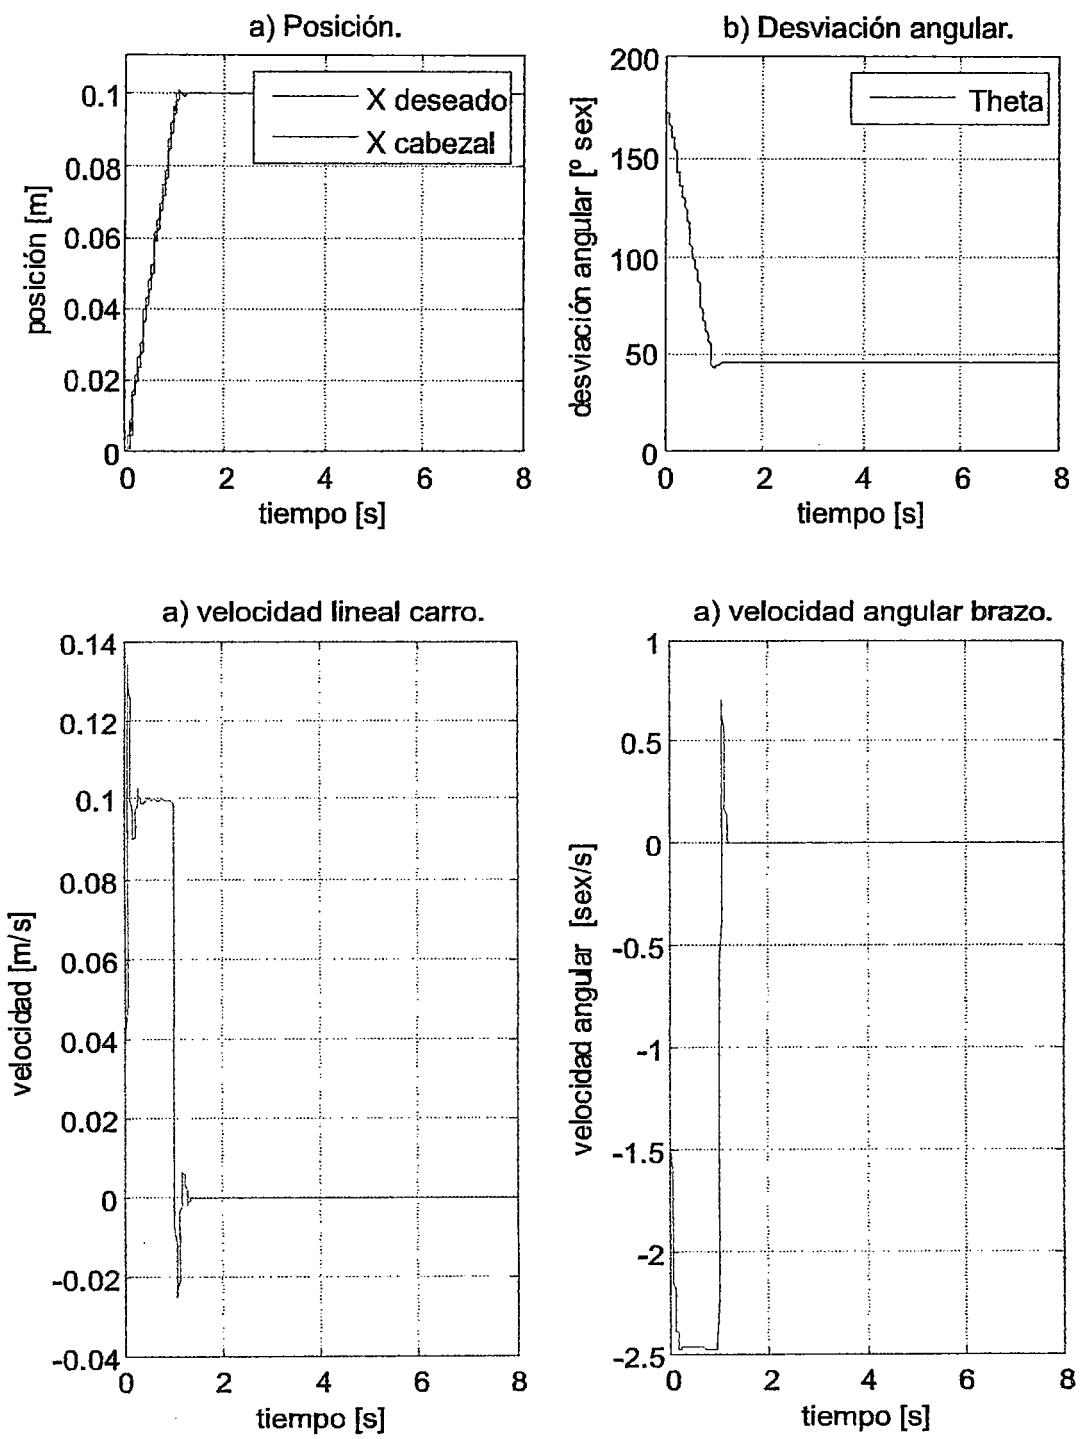 a) Posición.
0.1
0.08
0.06
0.04
0.02
0
posición [m]
X deseado
X cabezal
0 2 4 6 8
tiempo [s]
b) Desviación angular.
200
150
100
50
0
desviación angular [º sex]
Theta
0 2 4 6 8
tiempo [s]
a) velocidad lineal carro.
0.14
0.12
0.1
0.08
0.06
0.04
0.02
0
-0.02
-0.04
velocidad [m/s]
0 2 4 6 8
tiempo [s]
a) velocidad angular brazo.
1
0.5
0
-0.5
-1
-1.5
-2
-2.5
velocidad angular [sex/s]
0 2 4 6 8
tiempo [s]